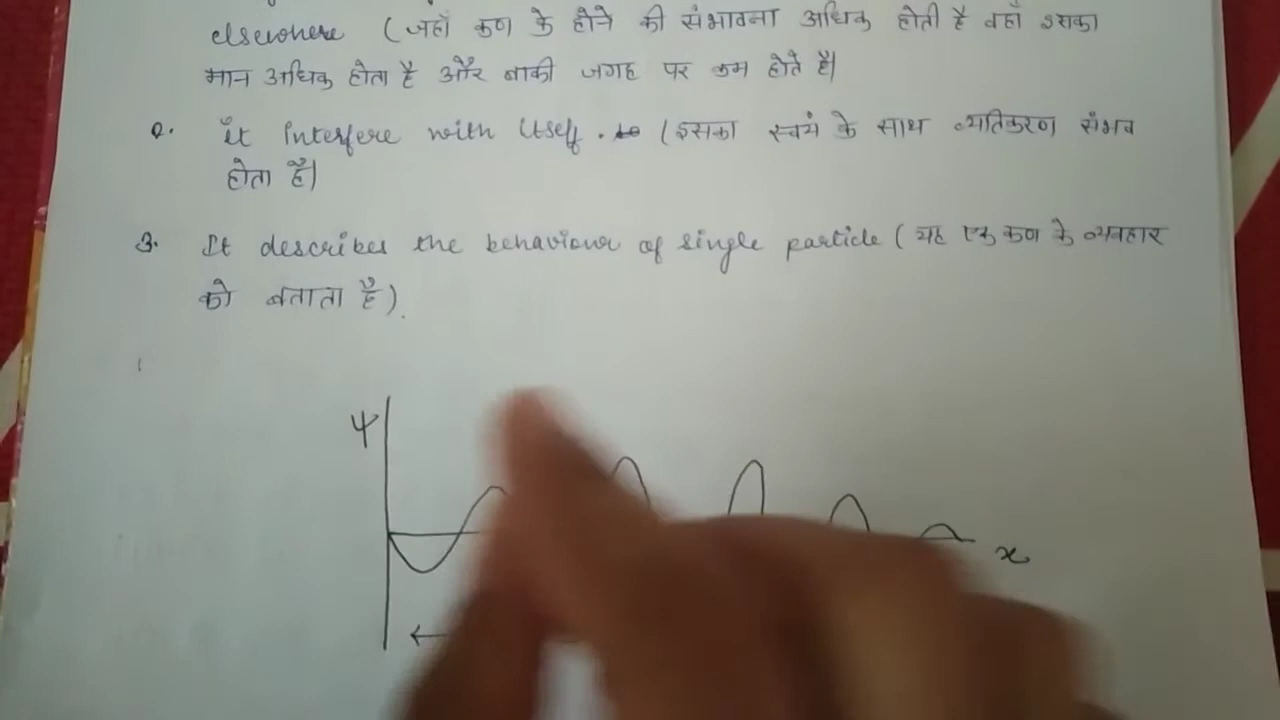 elsewhere (जहाँ कण के होने की संभावना अधिक होती है वहाँ इसका
मान अधिक होता है और बाकी जगह पर कम होते है।
2. it Interfere with itself. (इसका स्वयं के साथ व्यतिकरण संभव
होता है।
3. It describes the behaviour of single particle (यह एक कण के व्यवहार
को बताता है).
ψ
x